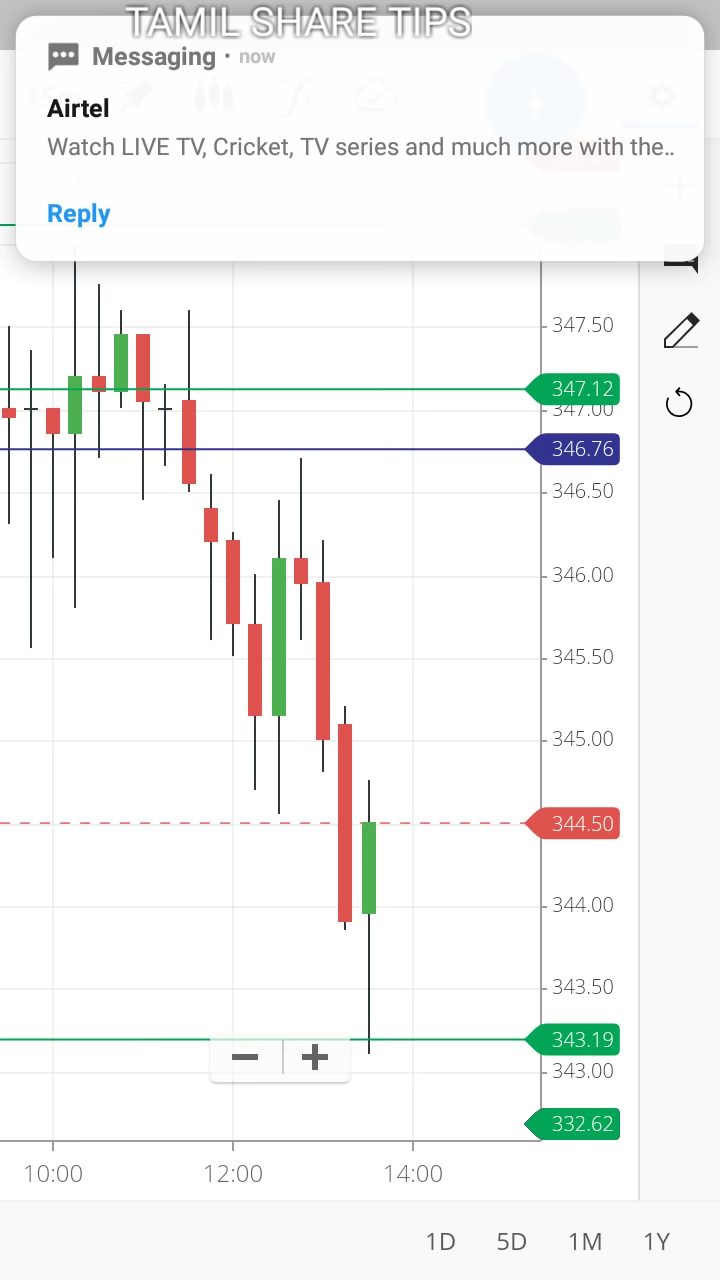 TAMIL SHARE TIPS
Messaging • now
Airtel
Watch LIVE TV, Cricket, TV series and much more with the..
Reply
347.50
347.12
347.00
346.76
346.50
346.00
345.50
345.00
344.50
344.00
343.50
343.19
343.00
332.62
10:00 12:00 14:00
1D 5D 1M 1Y